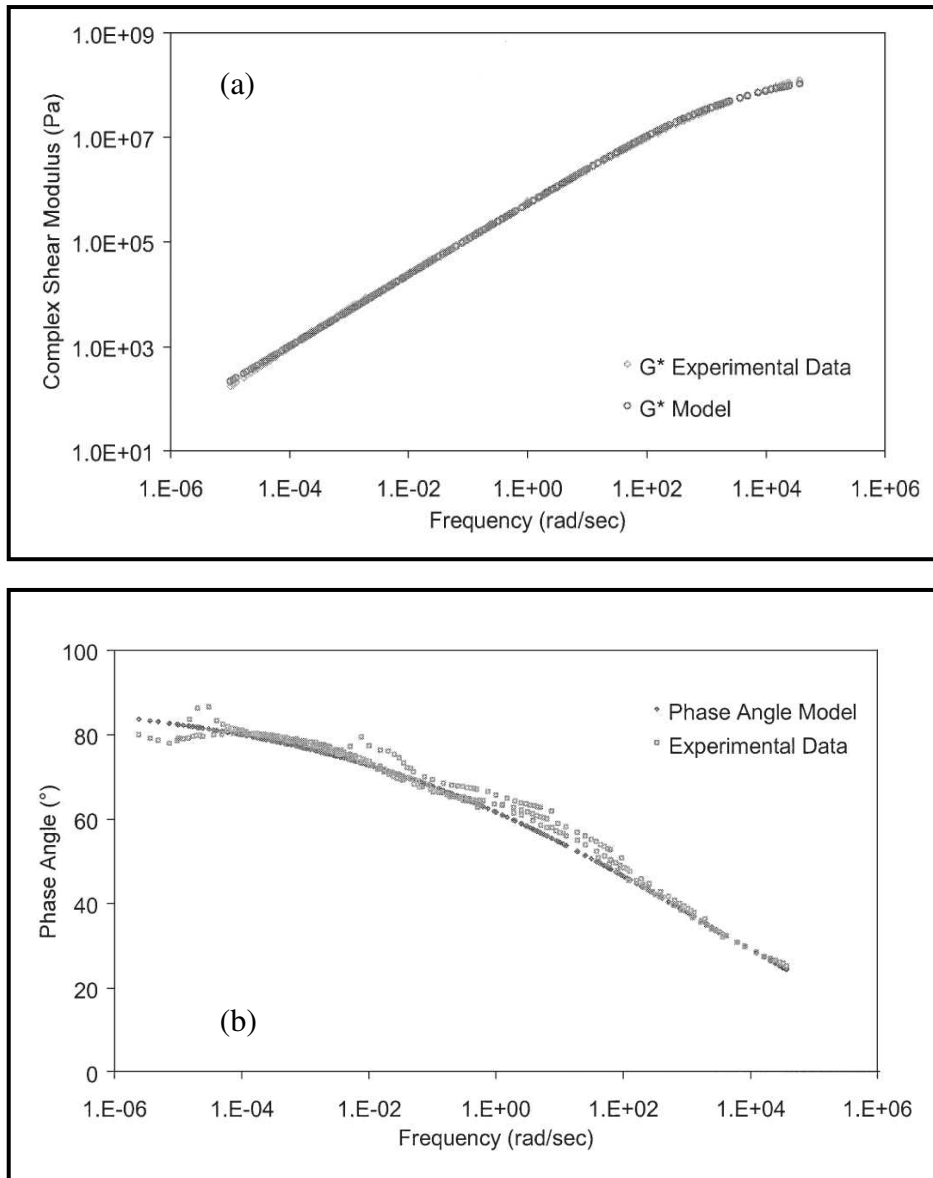 1.0E+09
(a)
1.0E+07
1.0E+05
1.0E+03
1.0E+01
Complex Shear Modulus (Pa)
G* Experimental Data
G* Model
1.E-06 1.E-04 1.E-02 1.E+00 1.E+02 1.E+04 1.E+06
Frequency (rad/sec)
100
80
60
40
20
0
Phase Angle (°)
Phase Angle Model
Experimental Data
(b)
1.E-06 1.E-04 1.E-02 1.E+00 1.E+02 1.E+04 1.E+06
Frequency (rad/sec)